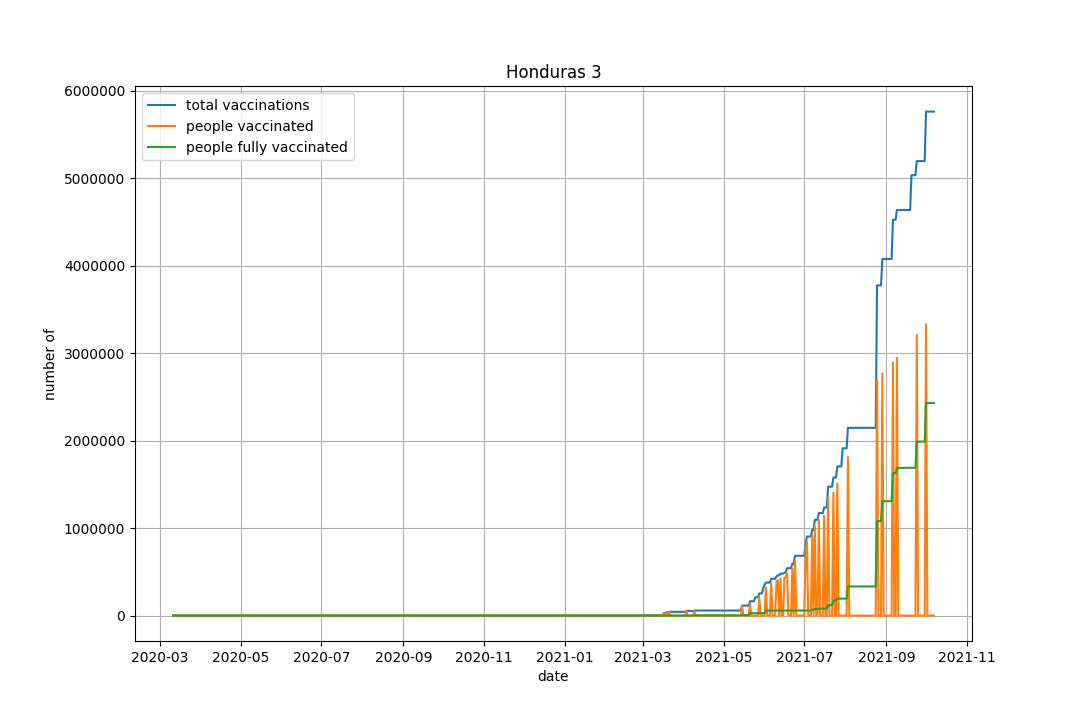 Honduras 3
total vaccinations
people vaccinated
people fully vaccinated
number of
6000000
5000000
4000000
3000000
2000000
1000000
0
2020-03 2020-05 2020-07 2020-09 2020-11 2021-01 2021-03 2021-05 2021-07 2021-09 2021-11
date